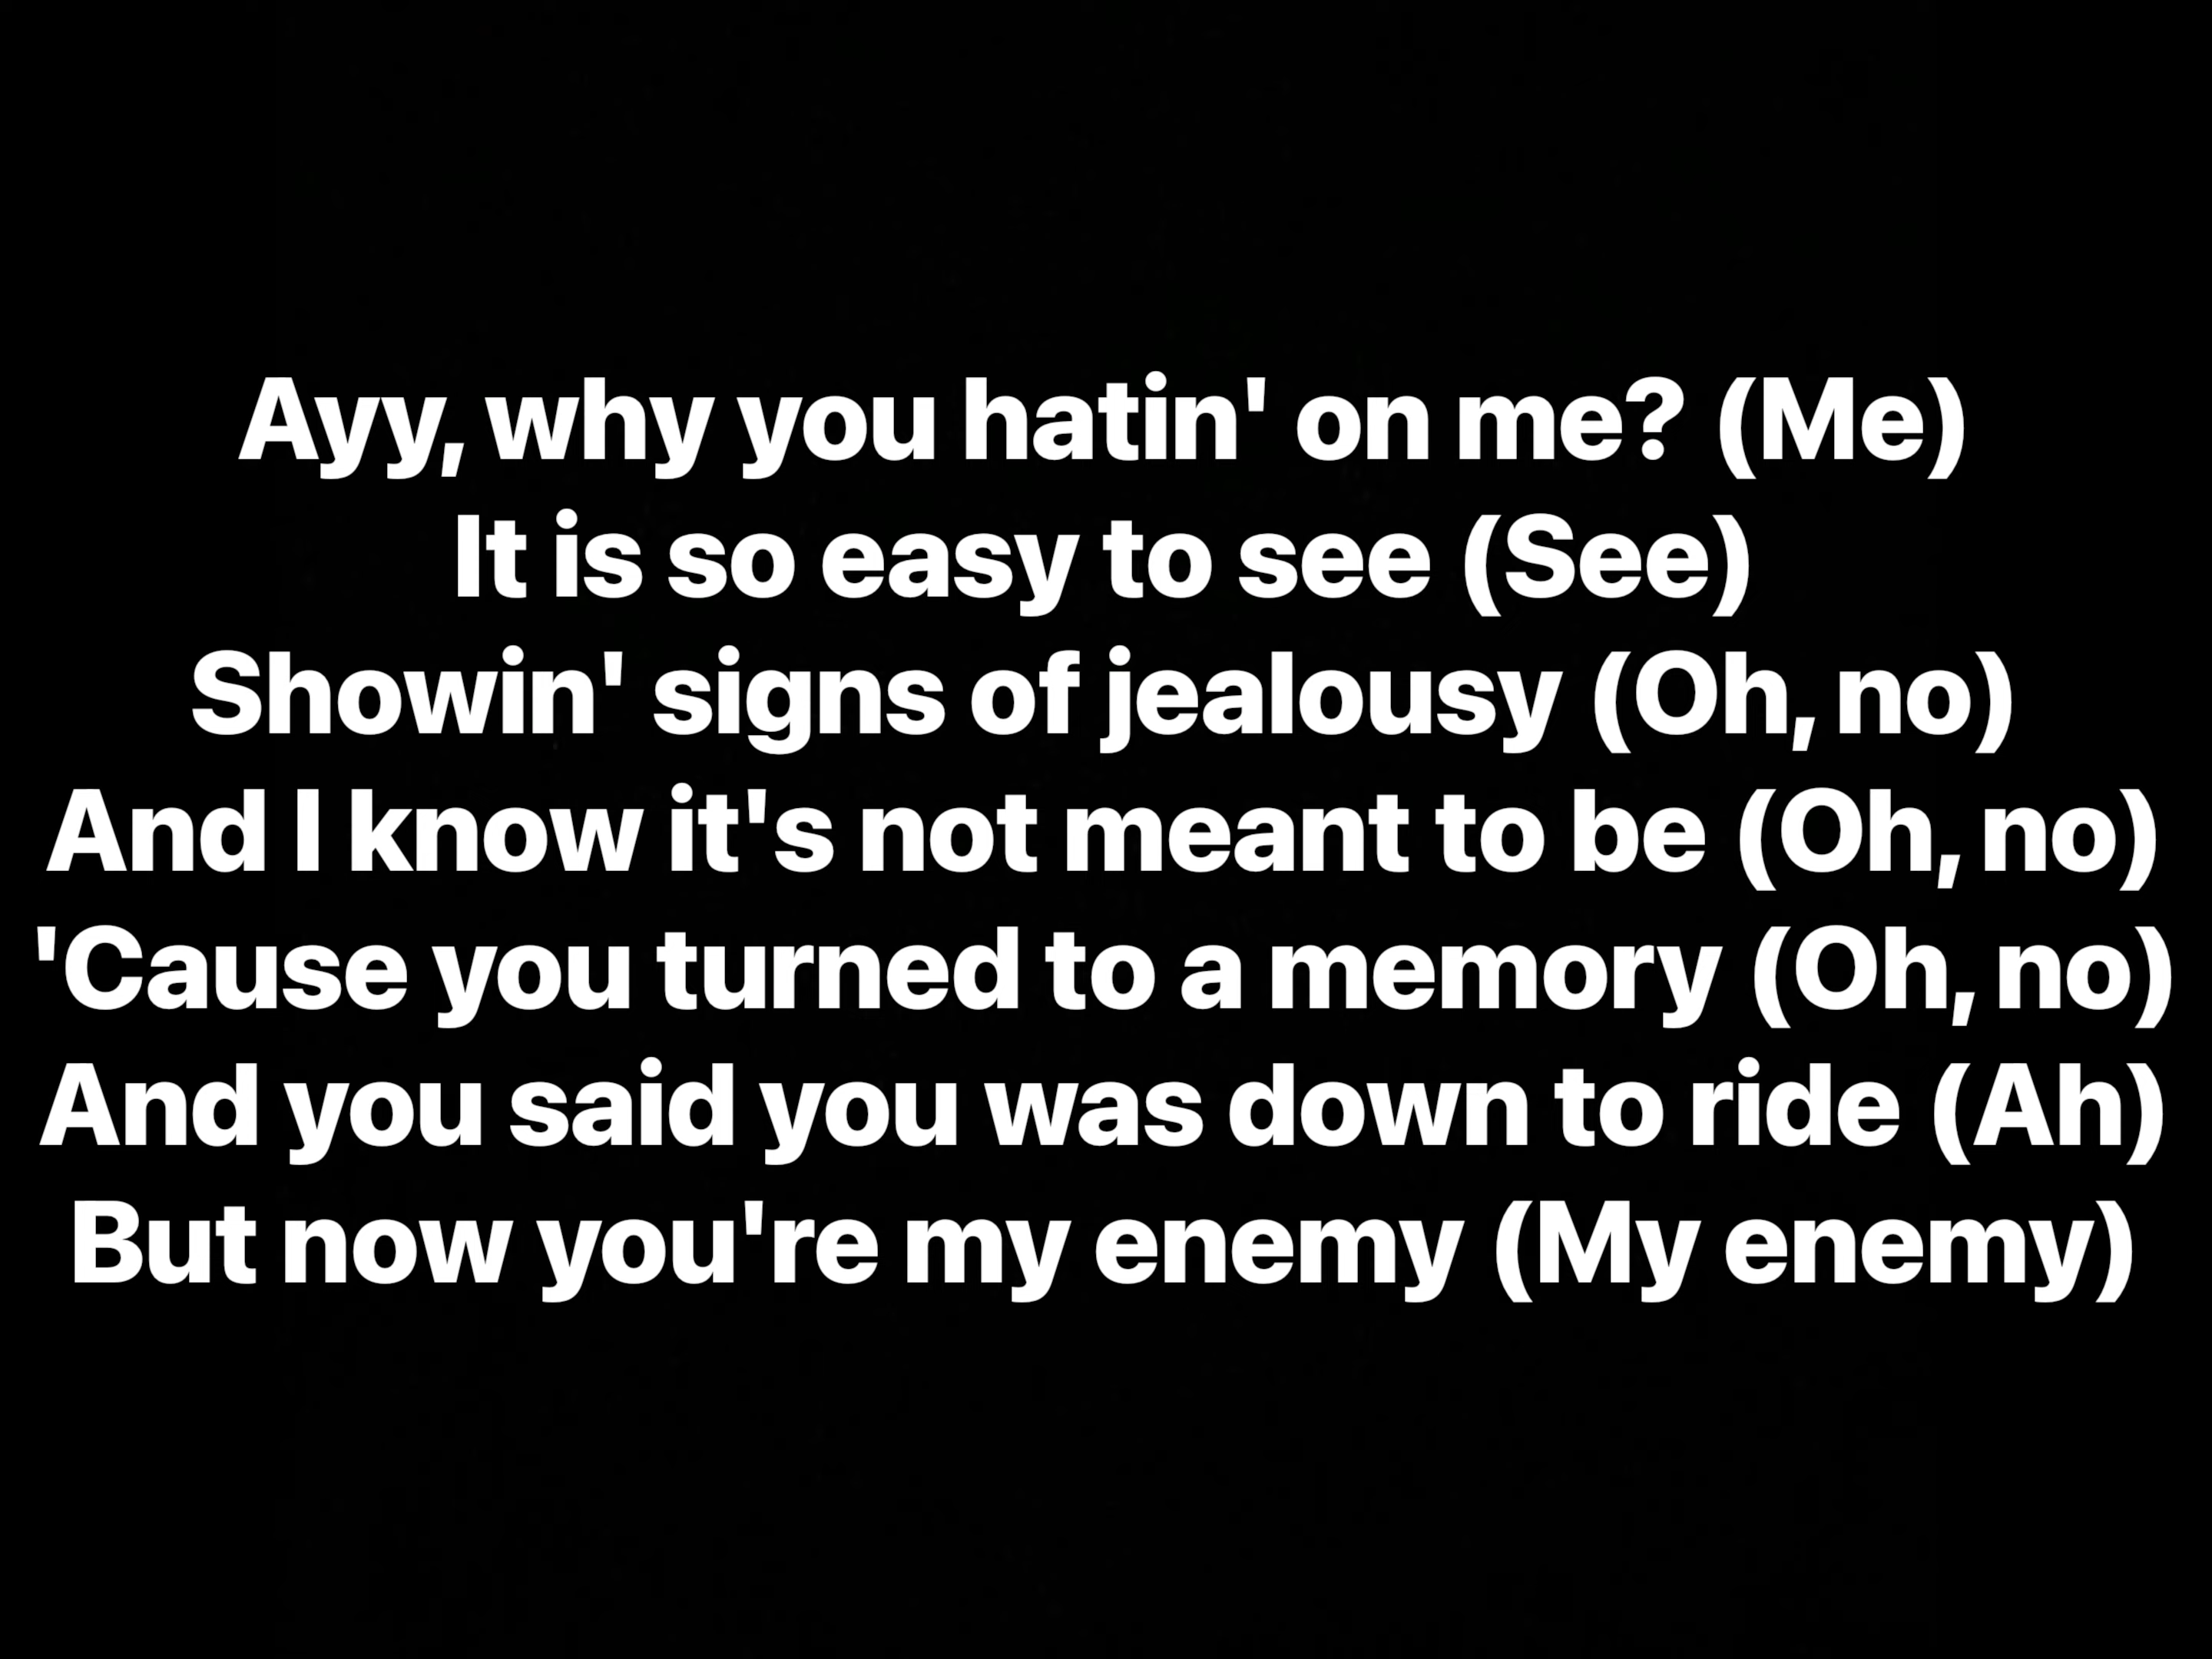 Ayy, why you hatin' on me? (Me)
It is so easy to see (See)
Showin' signs of jealousy (Oh, no)
And I know it's not meant to be (Oh, no)
'Cause you turned to a memory (Oh, no)
And you said you was down to ride (Ah)
But now you're my enemy (My enemy)